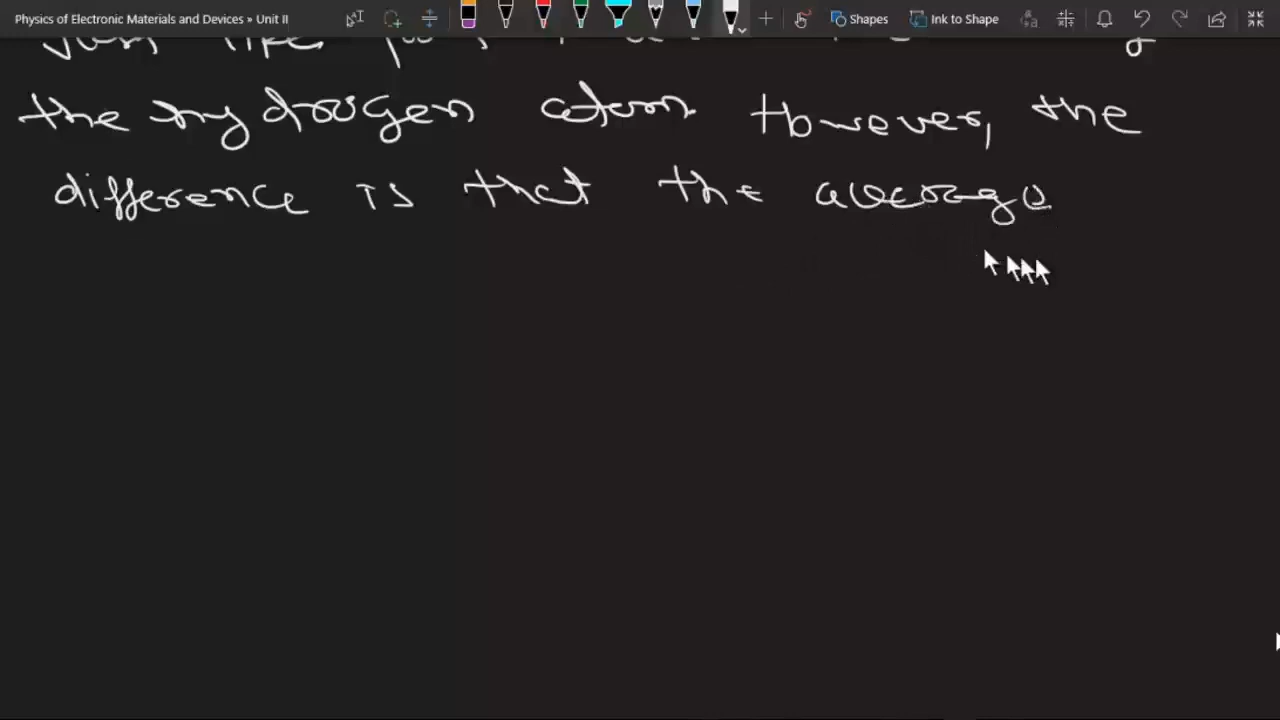 Physics of Electronic Materials and Devices » Unit II
Shapes
Ink to Shape
the hydrogen atom. However, the
difference is that the average